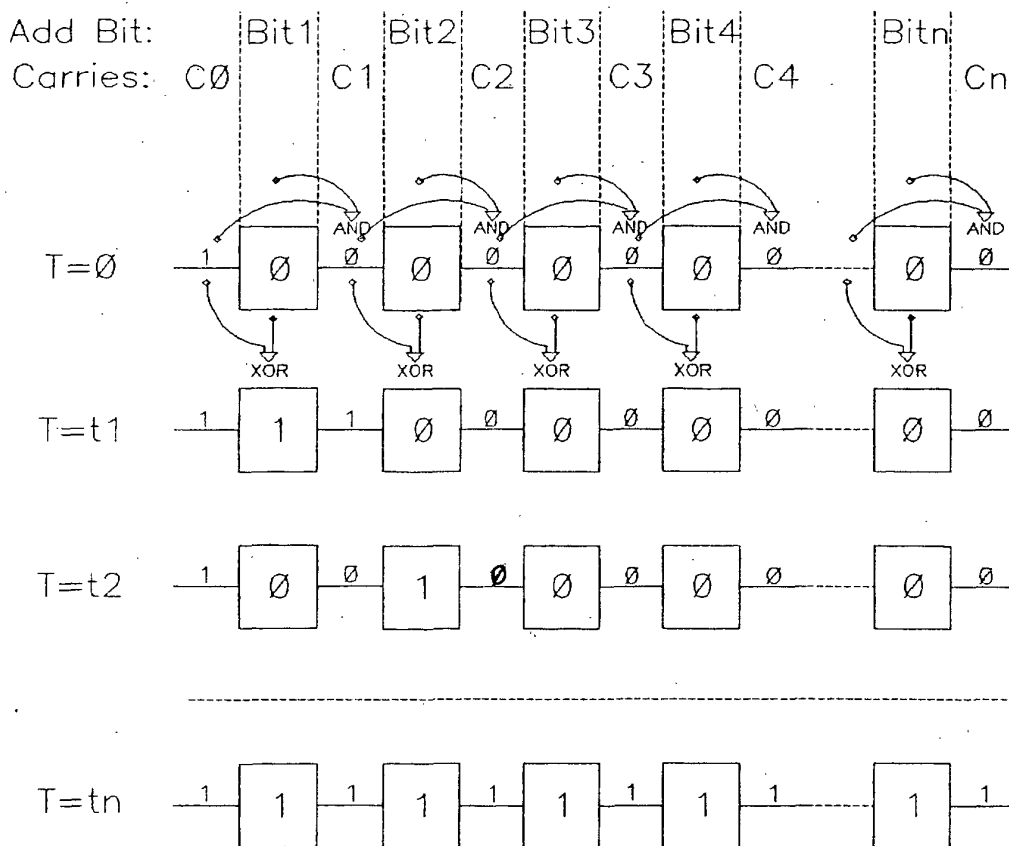 Add Bit: Bit1 Bit2 Bit3 Bit4 Bitn
Carries: CØ C1 C2 C3 C4 Cn
AND AND AND AND AND
T=Ø 1 Ø Ø Ø Ø Ø Ø Ø Ø Ø Ø
XOR XOR XOR XOR XOR
T=t1 1 1 1 Ø Ø Ø Ø Ø Ø Ø Ø
T=t2 1 Ø Ø 1 Ø Ø Ø Ø Ø Ø Ø
T=tn 1 1 1 1 1 1 1 1 1 1 1